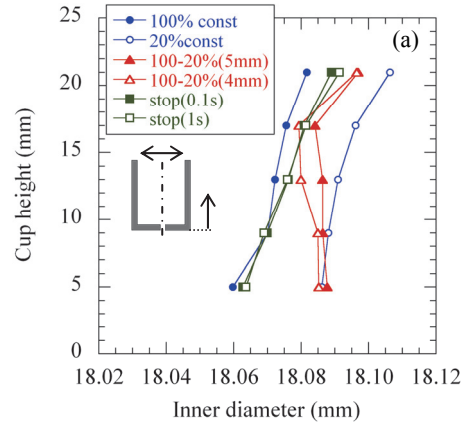 (a)
100% const
20%const
100-20%(5mm)
100-20%(4mm)
stop(0.1s)
stop(1s)
25
20
15
10
5
0
Cup height (mm)
18.02 18.04 18.06 18.08 18.10 18.12
Inner diameter (mm)